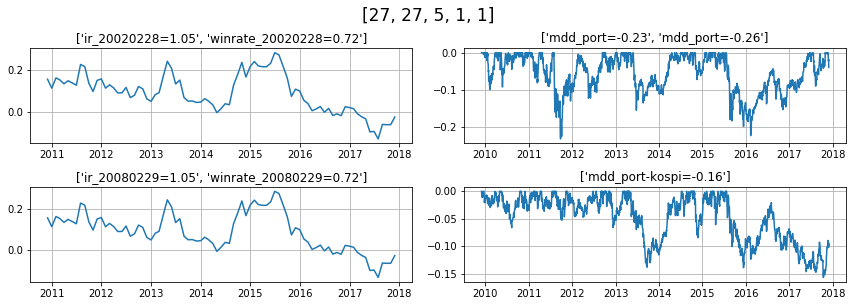 [27, 27, 5, 1, 1]
['ir_20020228=1.05', 'winrate_20020228=0.72']
0.2
0.0
2011 2012 2013 2014 2015 2016 2017 2018
['mdd_port=-0.23', 'mdd_port=-0.26']
0.0
−0.1
−0.2
2010 2011 2012 2013 2014 2015 2016 2017 2018
['ir_20080229=1.05', 'winrate_20080229=0.72']
0.2
0.0
2011 2012 2013 2014 2015 2016 2017 2018
['mdd_port-kospi=-0.16']
0.00
−0.05
−0.10
−0.15
2010 2011 2012 2013 2014 2015 2016 2017 2018